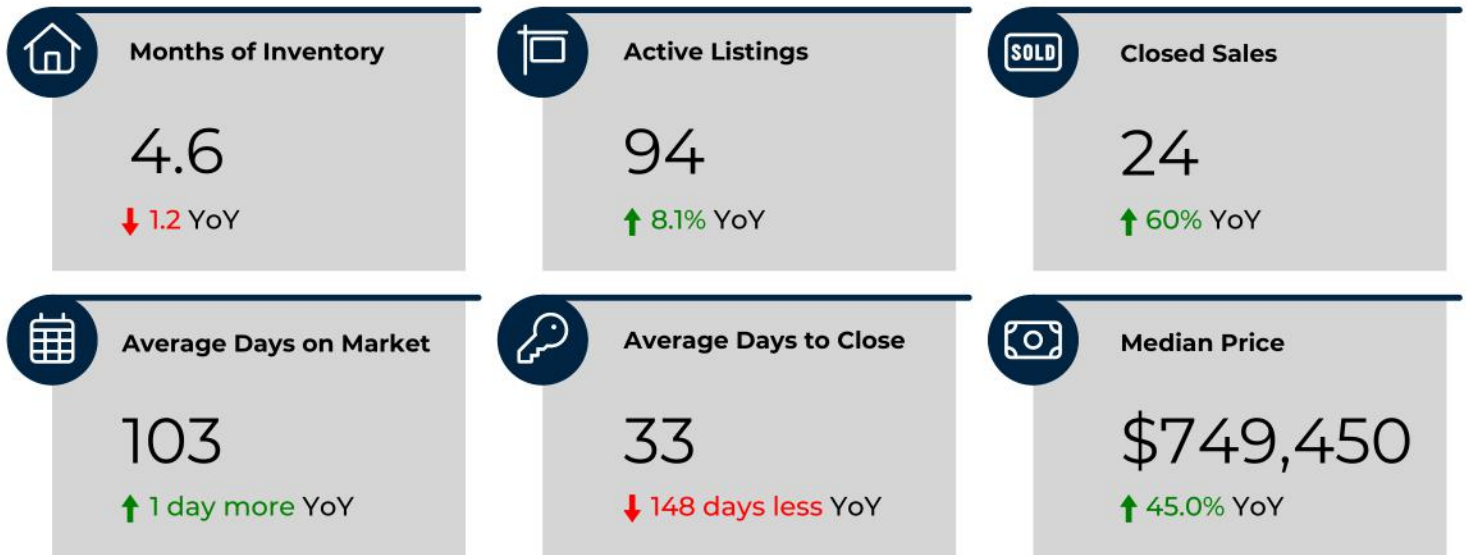 Months of Inventory
4.6
↓ 1.2 YoY
Active Listings
94
↑ 8.1% YoY
SOLD
Closed Sales
24
↑ 60% YoY
Average Days on Market
103
↑ 1 day more YoY
Average Days to Close
33
↓ 148 days less YoY
Median Price
$749,450
↑ 45.0% YoY